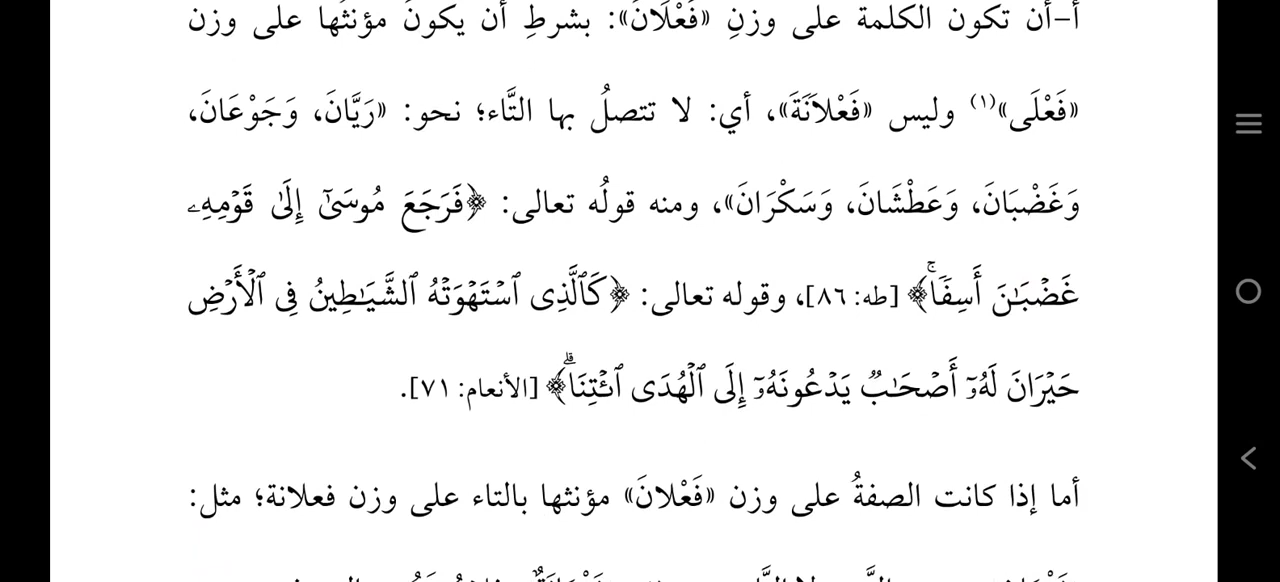 أ–أن تكون الكلمة على وزنِ «فَعْلَانَ»: بشرطِ أن يكونَ مؤنثُها على وزن
«فَعْلَى»(١) وليس «فَعْلَانَةَ»، أي: لا تتصلُ بها التَّاء؛ نحو: «رَيَّانَ، وَجَوْعَانَ،
وَغَضْبَانَ، وَعَطْشَانَ، وَسَكْرَانَ»، ومنه قولُه تعالى: ﴿فَرَجَعَ مُوسَىٰٓ إِلَىٰ قَوْمِهِۦ
غَضْبَـٰنَ أَسِفًاۚ﴾ [طه: ٨٦]، وقوله تعالى: ﴿كَٱلَّذِى ٱسْتَهْوَتْهُ ٱلشَّيَـٰطِينُ فِى ٱلْأَرْضِ
حَيْرَانَ لَهُۥٓ أَصْحَـٰبٌ يَدْعُونَهُۥٓ إِلَى ٱلْهُدَى ٱئْتِنَاۗ﴾ [الأنعام: ٧١].
أما إذا كانت الصفةُ على وزن «فَعْلانَ» مؤنثها بالتاء على وزن فعلانة؛ مثل: